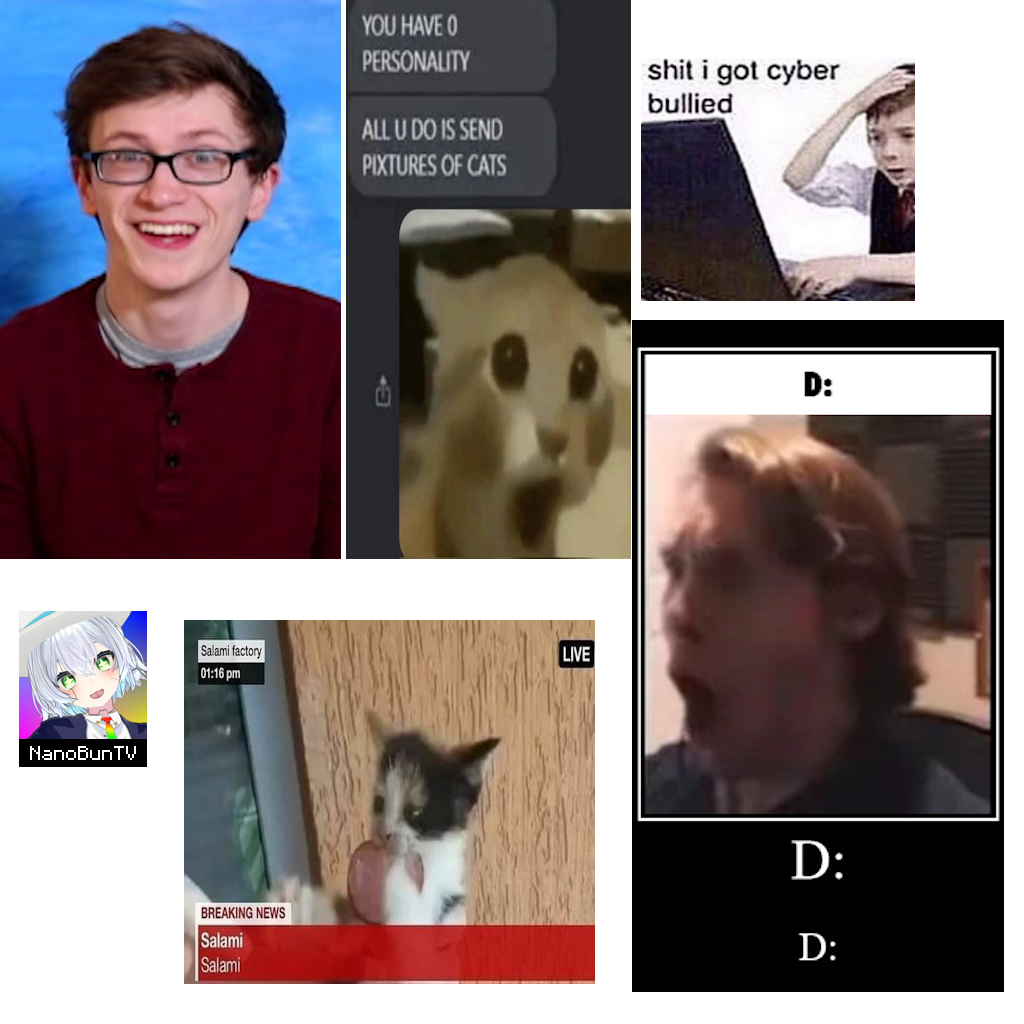 YOU HAVE 0
PERSONALITY
ALL U DO IS SEND
PIXTURES OF CATS
shit i got cyber
bullied
D:
D:
D:
NanoBunTV
Salami factory
01:16 pm
LIVE
BREAKING NEWS
Salami
Salami